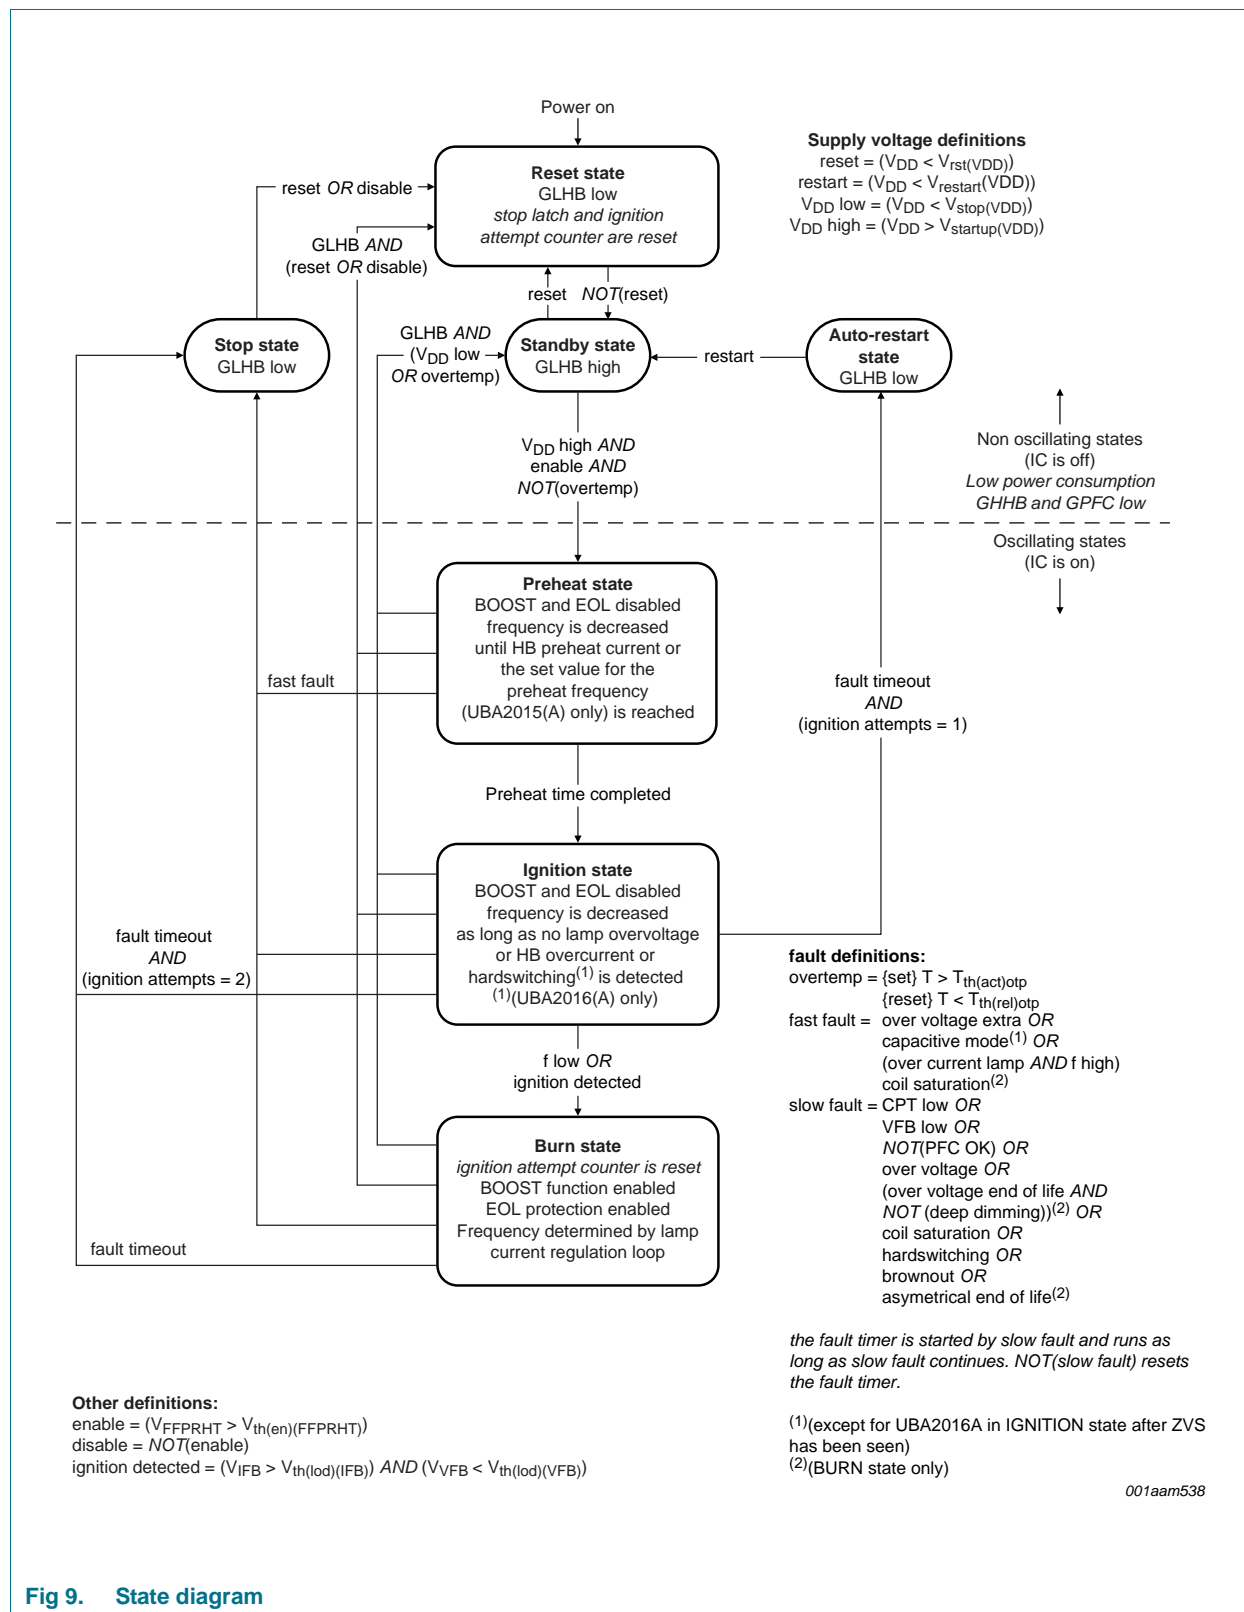 Power on
Reset state
GLHB low
stop latch and ignition
attempt counter are reset
Supply voltage definitions
reset = (VDD < Vrst(VDD))
restart = (VDD < Vrestart(VDD))
VDD low = (VDD < Vstop(VDD))
VDD high = (VDD > Vstartup(VDD))
reset OR disable
GLHB AND
(reset OR disable)
reset
NOT(reset)
Stop state
GLHB low
GLHB AND
(VDD low
OR overtemp)
Standby state
GLHB high
restart
Auto-restart
state
GLHB low
VDD high AND
enable AND
NOT(overtemp)
Non oscillating states
(IC is off)
Low power consumption
GHHB and GPFC low
Oscillating states
(IC is on)
Preheat state
BOOST and EOL disabled
frequency is decreased
until HB preheat current or
the set value for the
preheat frequency
(UBA2015(A) only) is reached
fast fault
fault timeout
AND
(ignition attempts = 1)
Preheat time completed
Ignition state
BOOST and EOL disabled
frequency is decreased
as long as no lamp overvoltage
or HB overcurrent or
hardswitching(1) is detected
(1)(UBA2016(A) only)
fault timeout
AND
(ignition attempts = 2)
f low OR
ignition detected
Burn state
ignition attempt counter is reset
BOOST function enabled
EOL protection enabled
Frequency determined by lamp
current regulation loop
fault timeout
fault definitions:
overtemp = {set} T > Tth(act)otp
{reset} T < Tth(rel)otp
fast fault = over voltage extra OR
capacitive mode(1) OR
(over current lamp AND f high)
coil saturation(2)
slow fault = CPT low OR
VFB low OR
NOT(PFC OK) OR
over voltage OR
(over voltage end of life AND
NOT (deep dimming))(2) OR
coil saturation OR
hardswitching OR
brownout OR
asymetrical end of life(2)
the fault timer is started by slow fault and runs as
long as slow fault continues. NOT(slow fault) resets
the fault timer.
(1)(except for UBA2016A in IGNITION state after ZVS
has been seen)
(2)(BURN state only)
Other definitions:
enable = (VFFPRHT > Vth(en)(FFPRHT))
disable = NOT(enable)
ignition detected = (VIFB > Vth(lod)(IFB)) AND (VVFB < Vth(lod)(VFB))
001aam538
Fig 9. State diagram